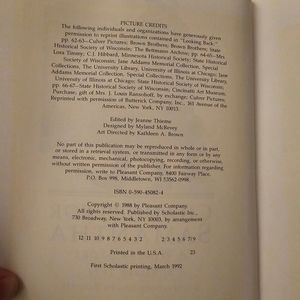 PICTURE CREDITS
The following individuals and organizations have generously given
permission to reprint illustrations contained in "Looking Back":
pp. 62-63—Culver Pictures; Brown Brothers; Brown Brothers; State
Historical Society of Wisconsin; The Bettmann Archive; pp. 64-65—Mrs.
Lora Timmy; C.J. Hibbard, Minnesota Historical Society; State Historical
Society of Wisconsin; Jane Addams Memorial Collection, Special
Collections, The University Library, University of Illinois at Chicago; Jane
Addams Memorial Collection, Special Collections, The
University Library, University of Illinois at Chicago;
pp. 66-67—State Historical Society of Wisconsin; Cincinnati Art Museum,
Purchase, gift of Mrs. J. Louis Ransohoff, by exchange; Culver Pictures,
Reprinted with permission of Butterick Company, Inc., 161 Avenue of the
Americas, New York, NY 10013.
Edited by Jeanne Thieme
Designed by Myland McRevey
Art Directed by Kathleen A. Brown
No part of this publication may be reproduced in whole or in part,
or stored in a retrieval system, or transmitted in any form or by any
means, electronic, mechanical, photocopying, recording, or otherwise,
without written permission of the publisher. For information regarding
permission, write to Pleasant Company, 8400 Fairway Place,
P.O. Box 998, Middletown, WI 53562-0998.
ISBN 0-590-45082-4
Copyright © 1988 by Pleasant Company.
All rights reserved. Published by Scholastic Inc.,
730 Broadway, New York, NY 10003, by arrangement
with Pleasant Company.
12 11 10 9 8 7 6 5 4 3 2 2 3 4 5 6 7/9
Printed in the U.S.A. 23
First Scholastic printing, March 1992